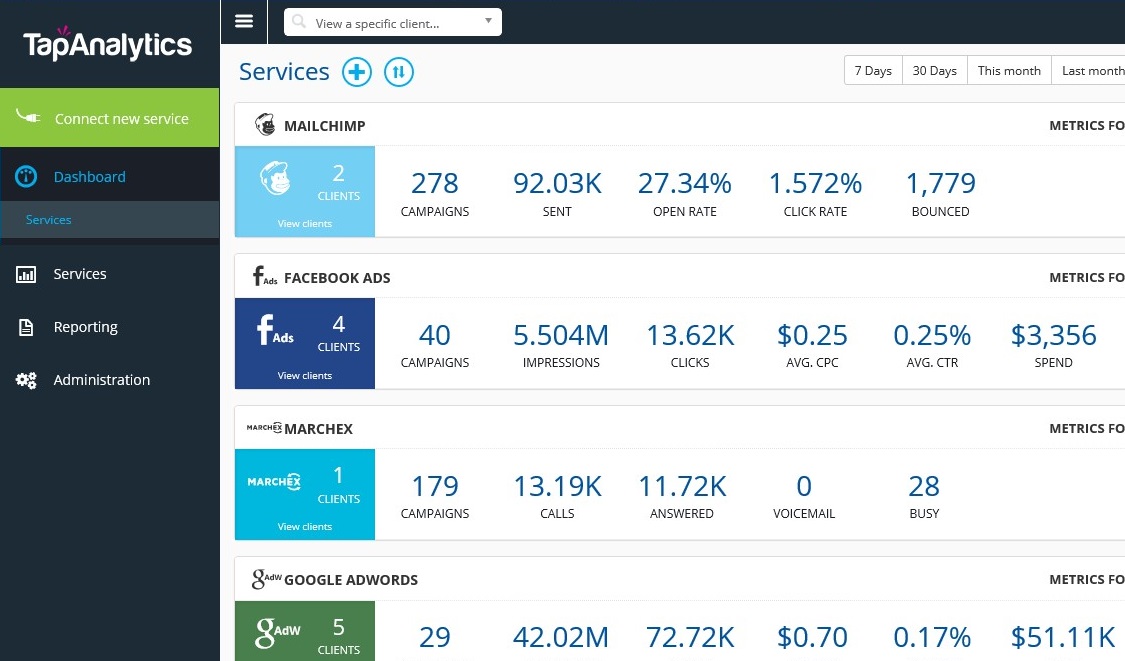 TapAnalytics
View a specific client...
Services
7 Days 30 Days This month Last month
Connect new service
Dashboard
Services
Services
Reporting
Administration
MAILCHIMP METRICS FO
2 CLIENTS
View clients
278 92.03K 27.34% 1.572% 1,779
CAMPAIGNS SENT OPEN RATE CLICK RATE BOUNCED
f Ads FACEBOOK ADS METRICS FO
f Ads 4 CLIENTS
View clients
40 5.504M 13.62K $0.25 0.25% $3,356
CAMPAIGNS IMPRESSIONS CLICKS AVG. CPC AVG. CTR SPEND
MARCHEX MARCHEX METRICS FO
MARCHEX 1 CLIENTS
View clients
179 13.19K 11.72K 0 28
CAMPAIGNS CALLS ANSWERED VOICEMAIL BUSY
g AdW GOOGLE ADWORDS METRICS FO
g AdW 5 CLIENTS
29 42.02M 72.72K $0.70 0.17% $51.11K